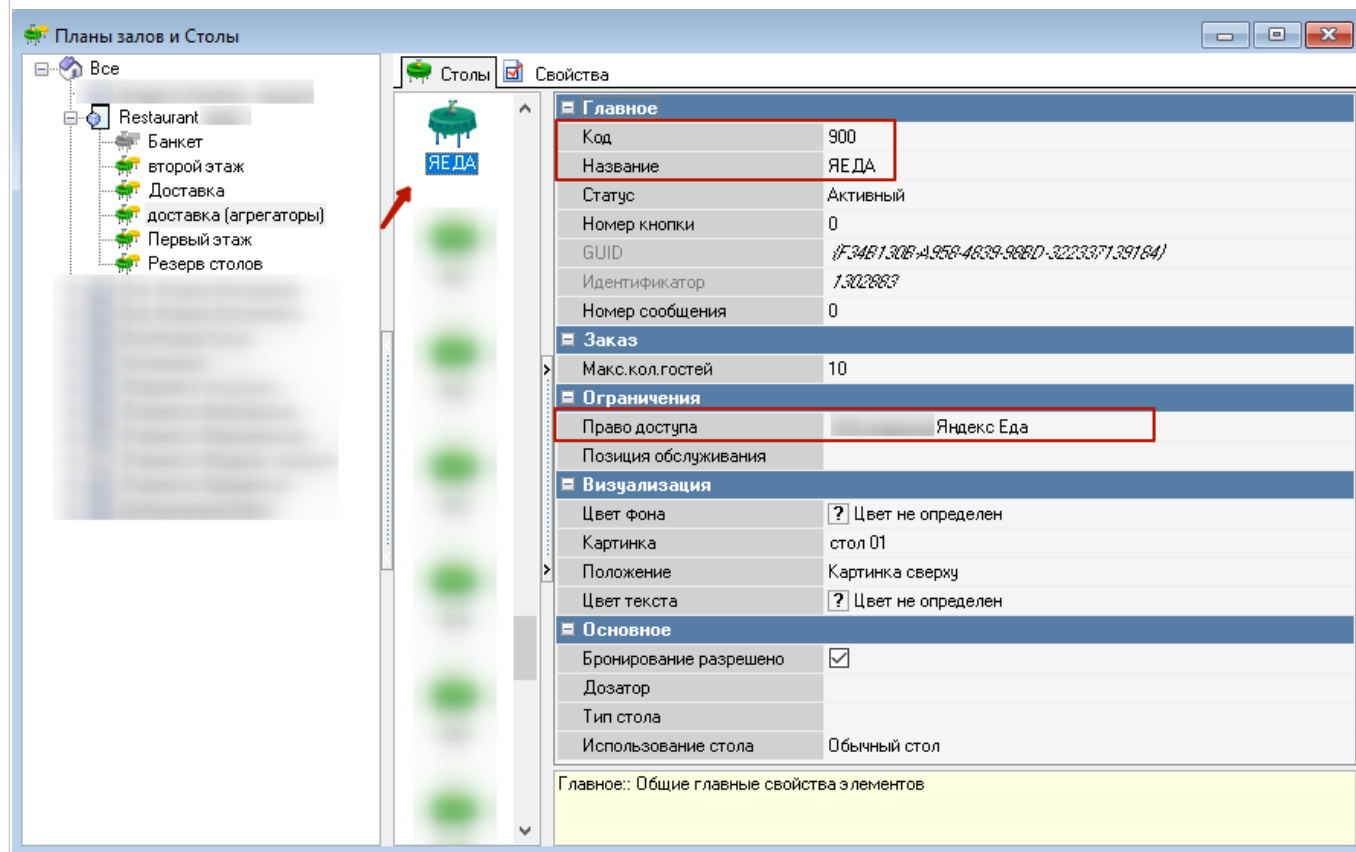 Планы залов и Столы
Все
Restaurant
Банкет
второй этаж
Доставка
доставка (агрегаторы)
Первый этаж
Резерв столов
Столы Свойства
ЯЕДА
Главное
Код 900
Название ЯЕДА
Статус Активный
Номер кнопки 0
GUID
Идентификатор 1302883
Номер сообщения 0
Заказ
Макс.кол.гостей 10
Ограничения
Право доступа Яндекс Еда
Позиция обслуживания
Визуализация
Цвет фона ? Цвет не определен
Картинка стол 01
Положение Картинка сверху
Цвет текста ? Цвет не определен
Основное
Бронирование разрешено
Дозатор
Тип стола
Использование стола Обычный стол
Главное:: Общие главные свойства элементов